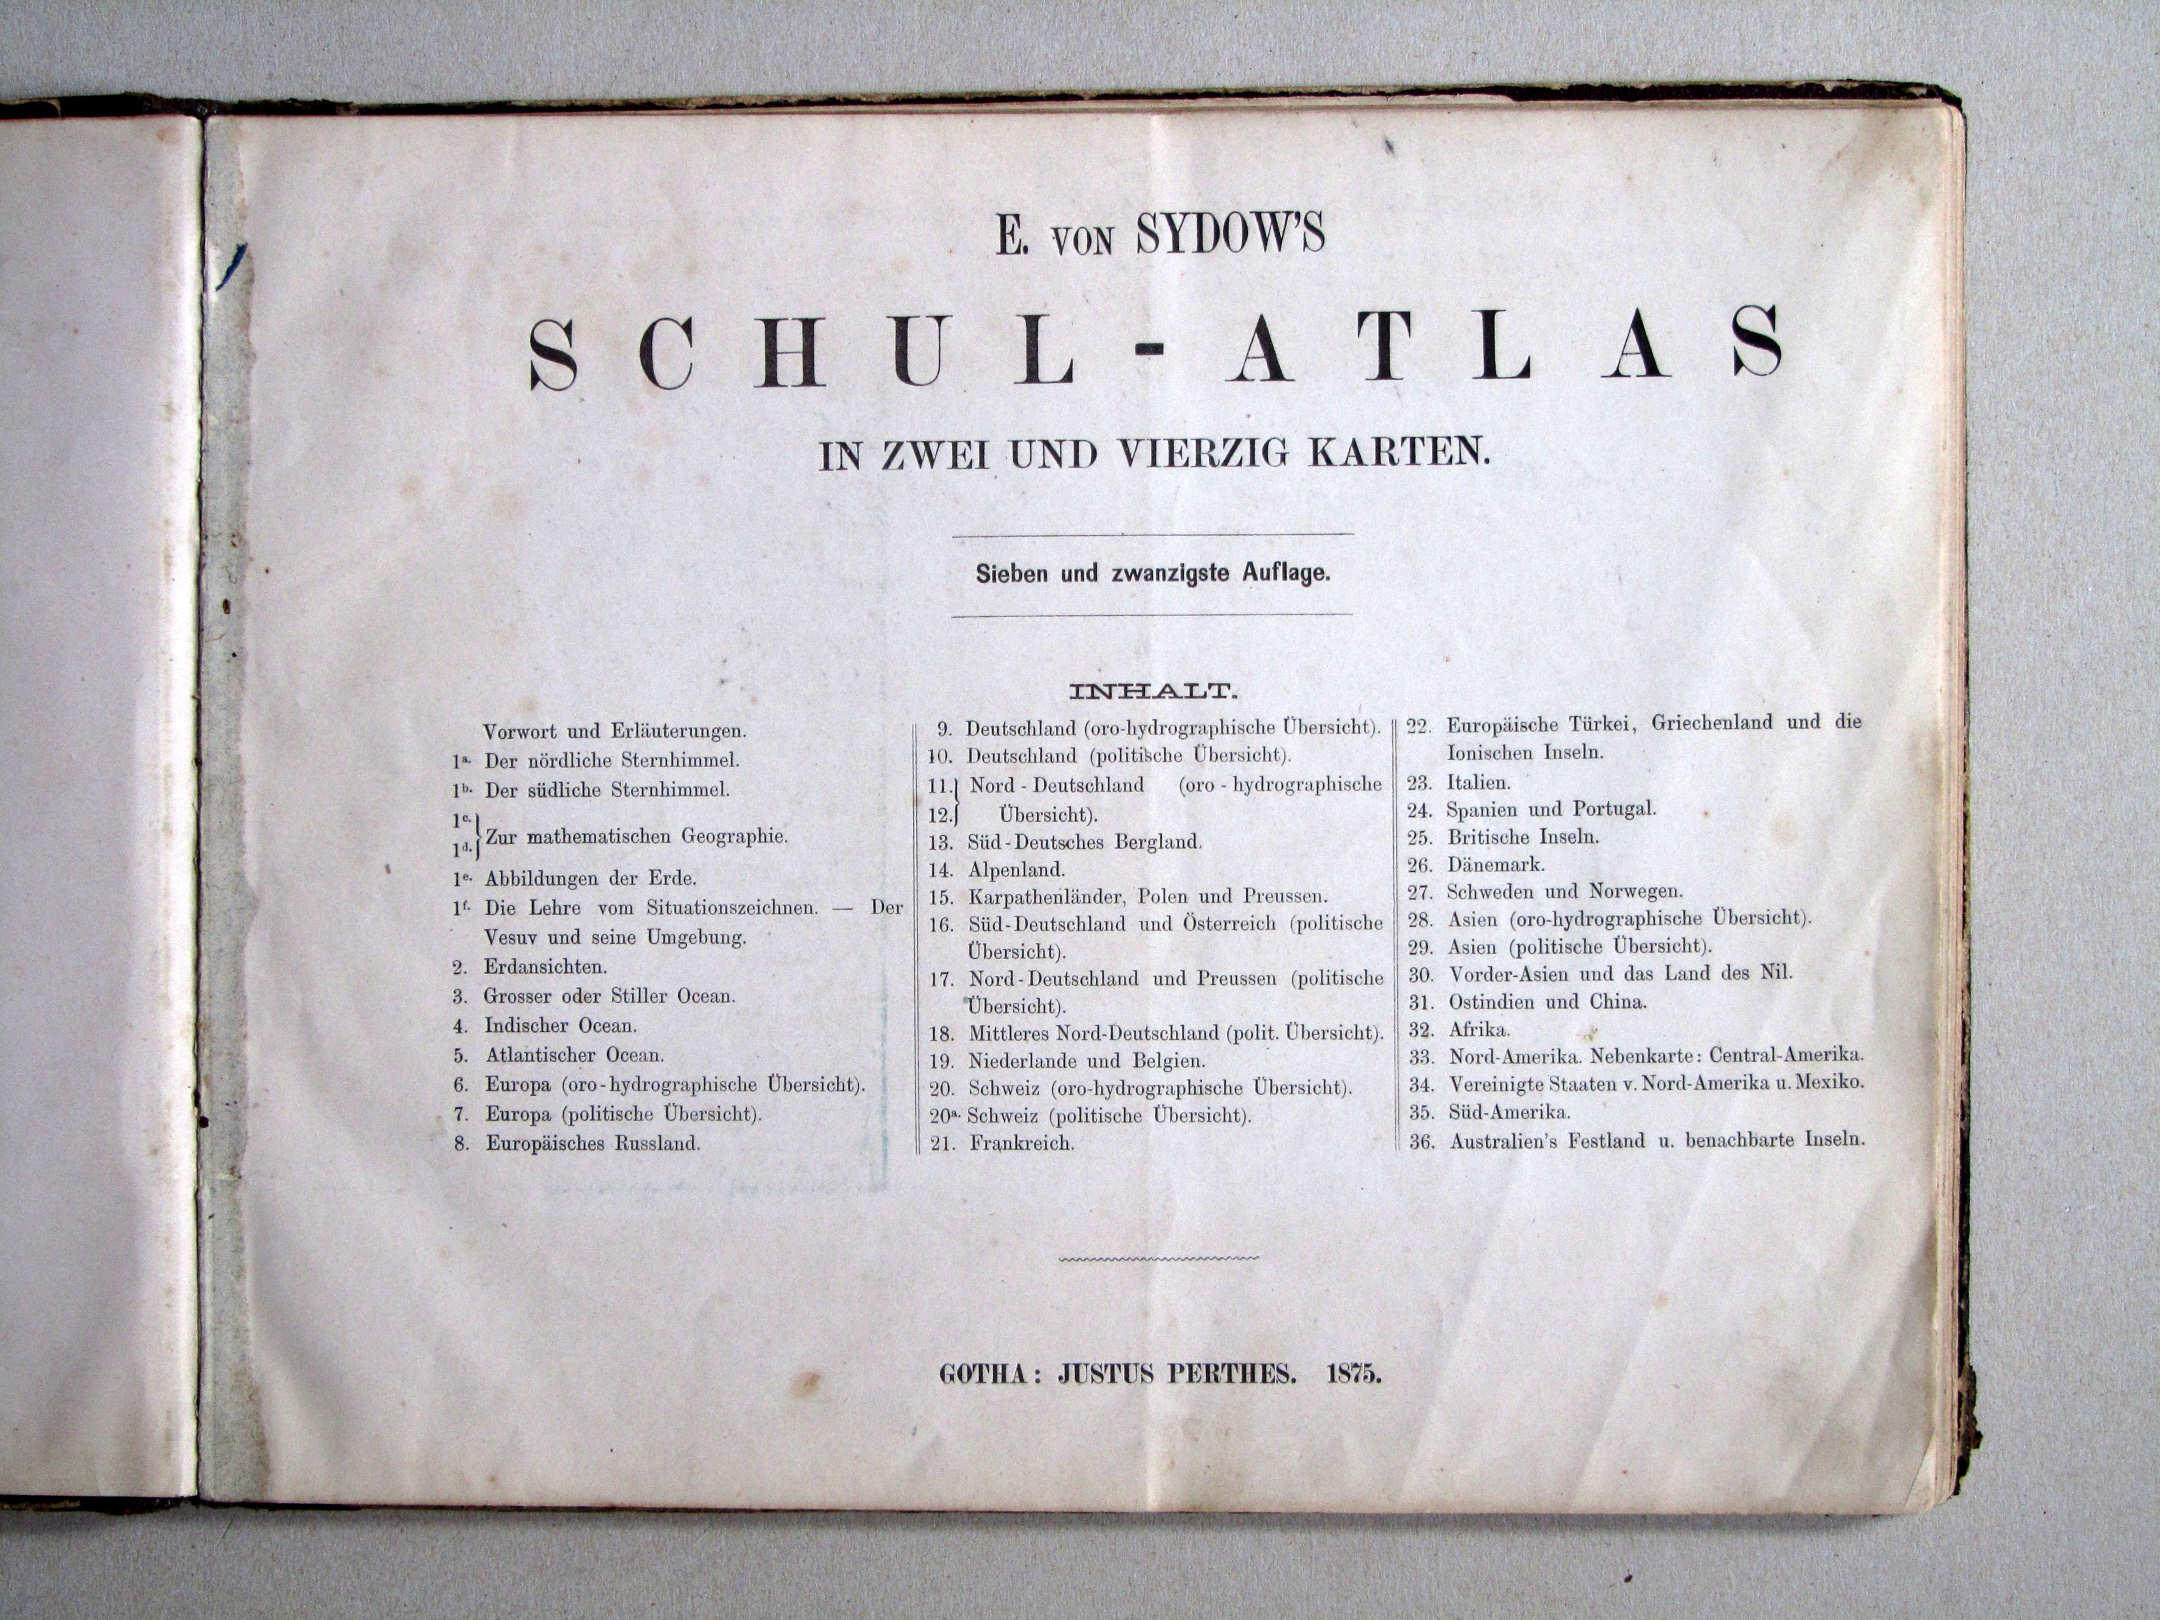 E. VON SYDOW'S
SCHUL-ATLAS
IN ZWEI UND VIERZIG KARTEN.
Sieben und zwanzigste Auflage.
INHALT.
Vorwort und Erläuterungen.
1a. Der nördliche Sternhimmel.
1b. Der südliche Sternhimmel.
1c.
1d. } Zur mathematischen Geographie.
1e. Abbildungen der Erde.
1f. Die Lehre vom Situationszeichnen. — Der
Vesuv und seine Umgebung.
2. Erdansichten.
3. Grosser oder Stiller Ocean.
4. Indischer Ocean.
5. Atlantischer Ocean.
6. Europa (oro-hydrographische Übersicht).
7. Europa (politische Übersicht).
8. Europäisches Russland.
9. Deutschland (oro-hydrographische Übersicht).
10. Deutschland (politische Übersicht).
11. } Nord-Deutschland (oro-hydrographische
12. } Übersicht).
13. Süd-Deutsches Bergland.
14. Alpenland.
15. Karpathenländer, Polen und Preussen.
16. Süd-Deutschland und Österreich (politische
Übersicht).
17. Nord-Deutschland und Preussen (politische
Übersicht).
18. Mittleres Nord-Deutschland (polit. Übersicht).
19. Niederlande und Belgien.
20. Schweiz (oro-hydrographische Übersicht).
20a. Schweiz (politische Übersicht).
21. Frankreich.
22. Europäische Türkei, Griechenland und die
Ionischen Inseln.
23. Italien.
24. Spanien und Portugal.
25. Britische Inseln.
26. Dänemark.
27. Schweden und Norwegen.
28. Asien (oro-hydrographische Übersicht).
29. Asien (politische Übersicht).
30. Vorder-Asien und das Land des Nil.
31. Ostindien und China.
32. Afrika.
33. Nord-Amerika. Nebenkarte: Central-Amerika.
34. Vereinigte Staaten v. Nord-Amerika u. Mexiko.
35. Süd-Amerika.
36. Australien's Festland u. benachbarte Inseln.
GOTHA: JUSTUS PERTHES. 1875.